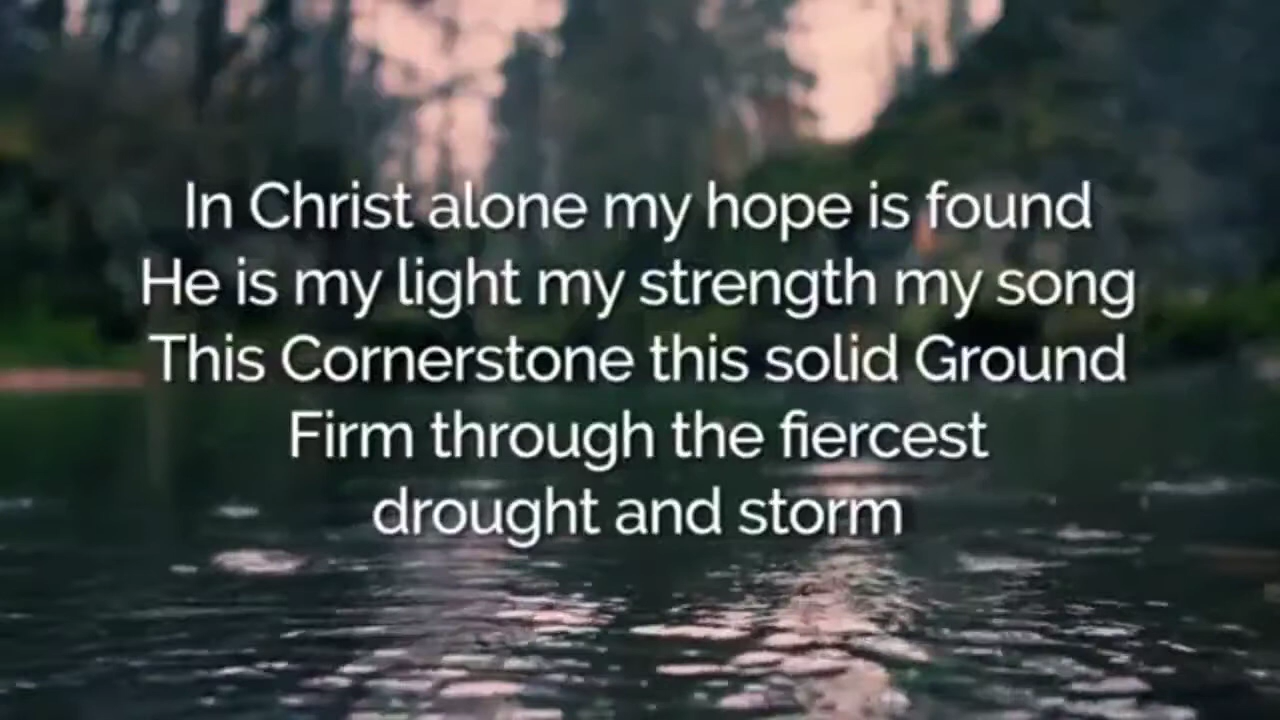 In Christ alone my hope is found
He is my light my strength my song
This Cornerstone this solid Ground
Firm through the fiercest
drought and storm